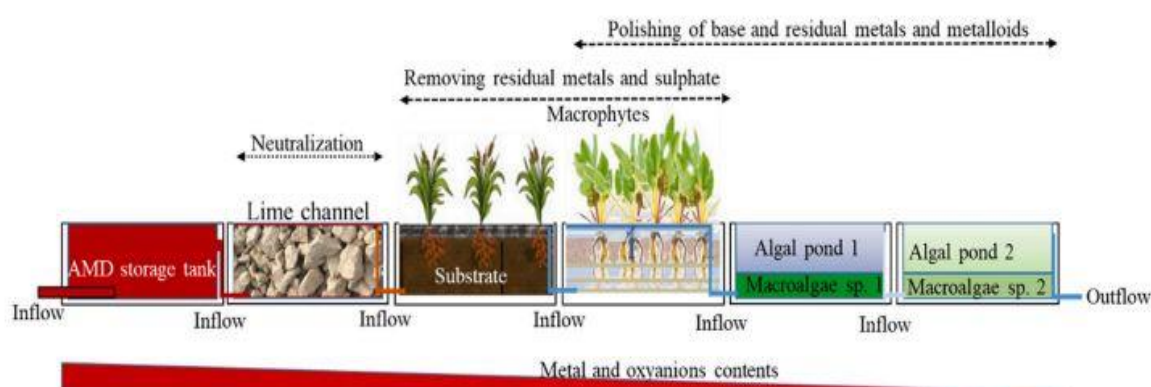 Polishing of base and residual metals and metalloids
Removing residual metals and sulphate
Macrophytes
Neutralization
Lime channel
AMD storage tank
Substrate
Algal pond 1
Macroalgae sp. 1
Algal pond 2
Macroalgae sp. 2
Inflow
Inflow
Inflow
Inflow
Inflow
Inflow
Outflow
Metal and oxyanions contents